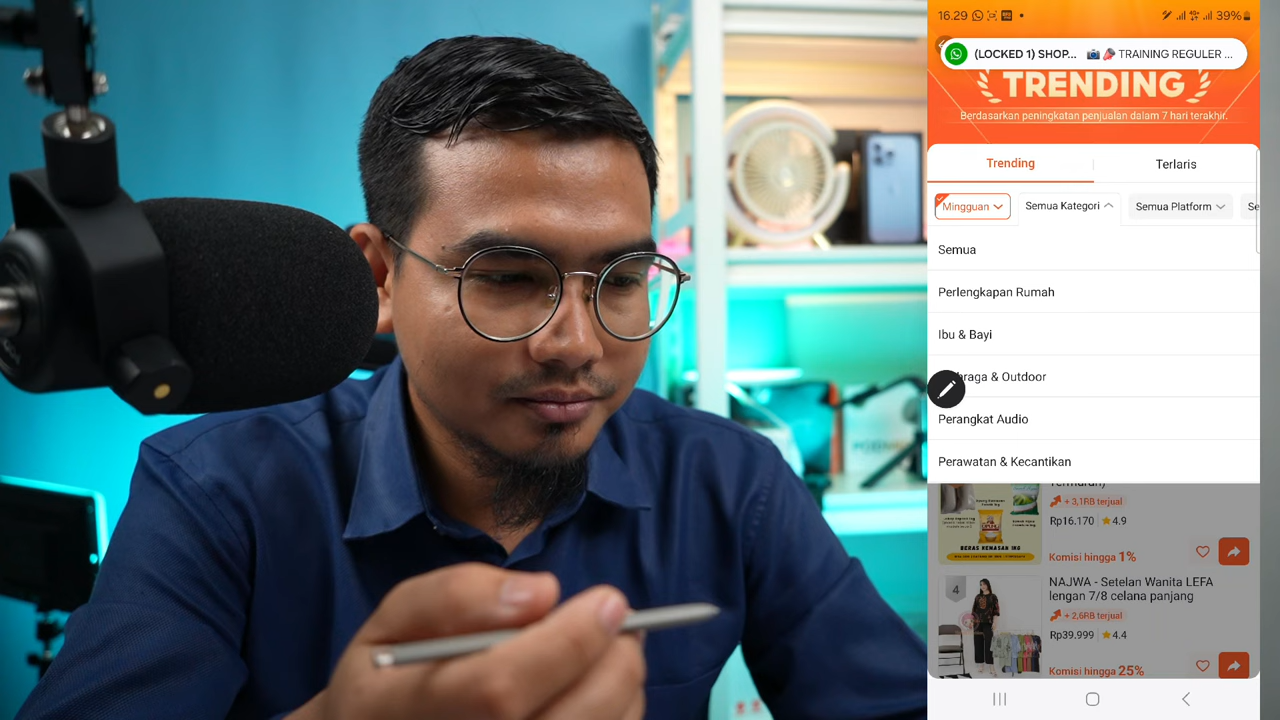 16.29
39%
(LOCKED 1) SHOP... TRAINING REGULER ...
TRENDING
Berdasarkan peningkatan penjualan dalam 7 hari terakhir.
Trending Terlaris
Mingguan Semua Kategori Semua Platform Se
Semua
Perlengkapan Rumah
Ibu & Bayi
hraga & Outdoor
Perangkat Audio
Perawatan & Kecantikan
+ 3,1RB terjual
Rp16.170 4.9
BERAS KEMASAN 1KG
Komisi hingga 1%
4
NAJWA - Setelan Wanita LEFA
lengan 7/8 celana panjang
+ 2,6RB terjual
Rp39.999 4.4
Komisi hingga 25%